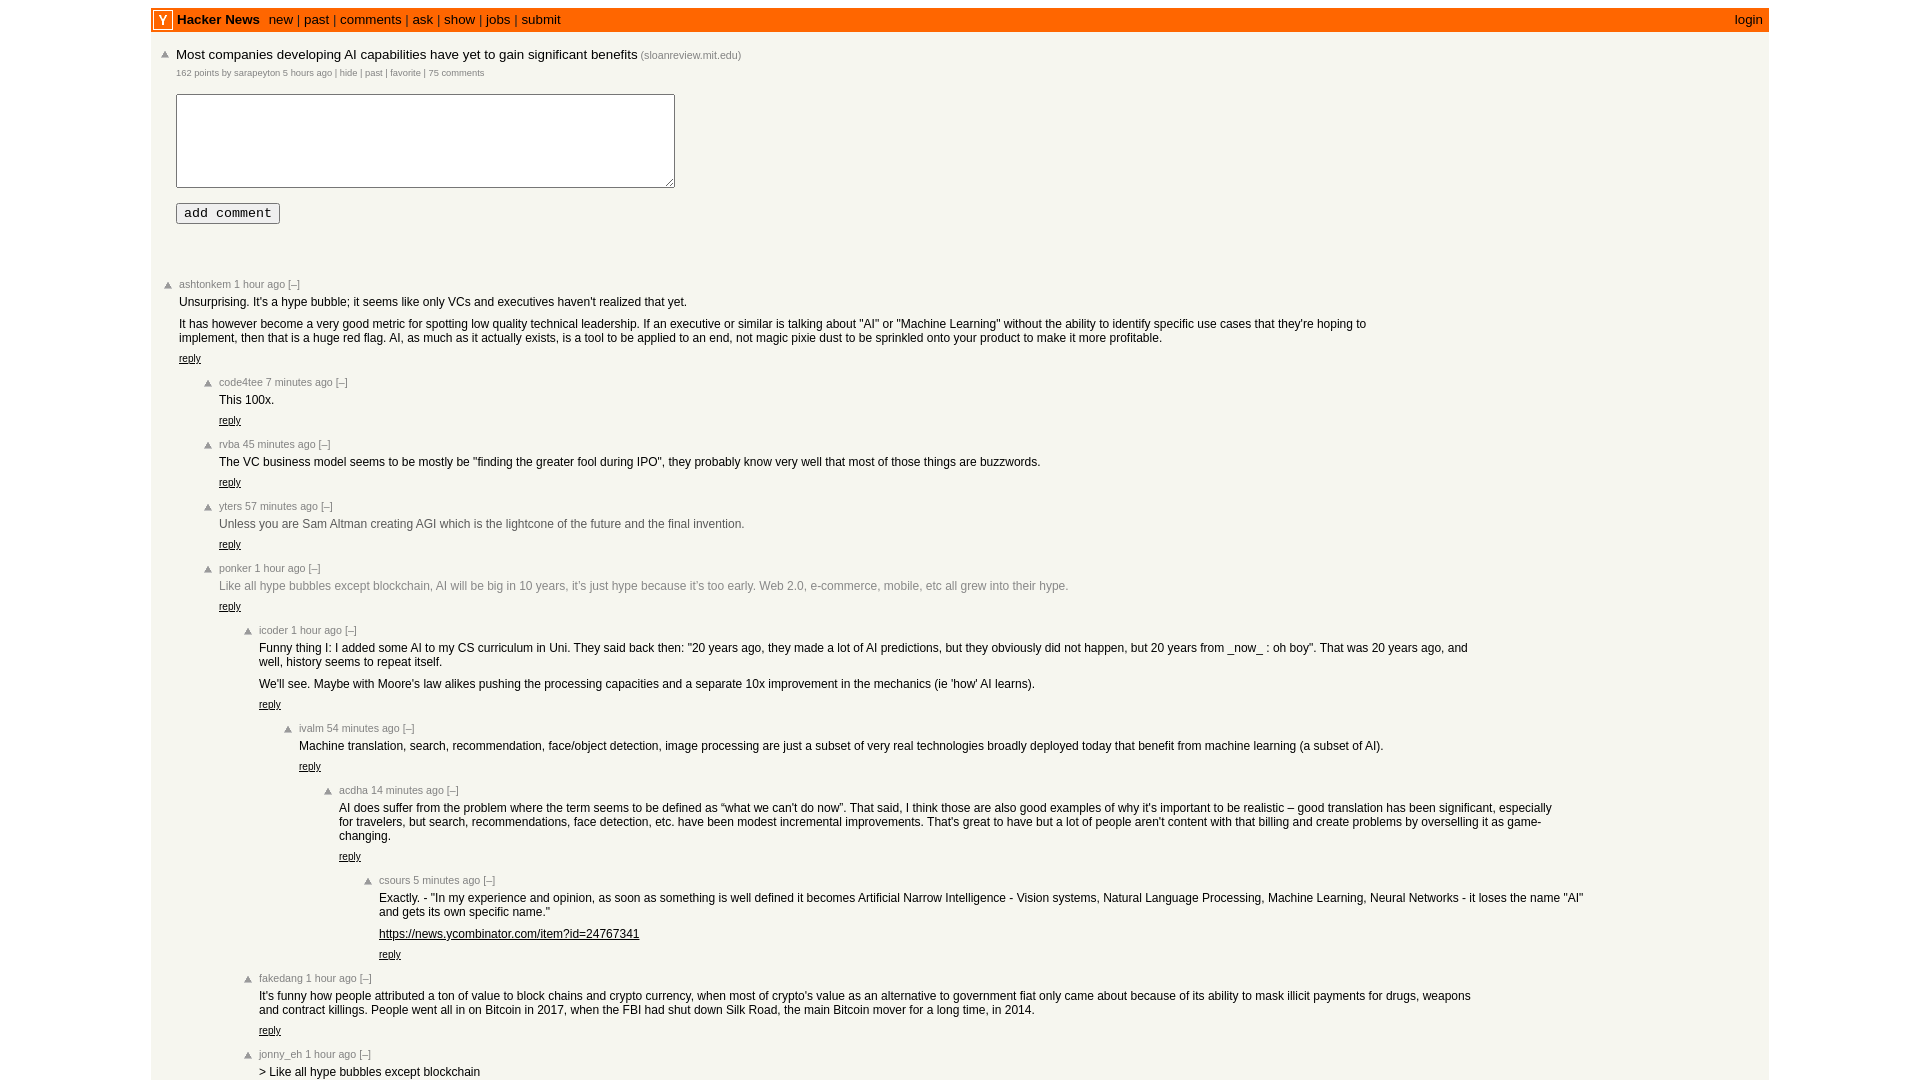 Y Hacker News new | past | comments | ask | show | jobs | submit login
Most companies developing AI capabilities have yet to gain significant benefits (sloanreview.mit.edu)
162 points by sarapeyton 5 hours ago | hide | past | favorite | 75 comments
add comment
ashtonkem 1 hour ago [–]
Unsurprising. It's a hype bubble; it seems like only VCs and executives haven't realized that yet.
It has however become a very good metric for spotting low quality technical leadership. If an executive or similar is talking about "AI" or "Machine Learning" without the ability to identify specific use cases that they're hoping to
implement, then that is a huge red flag. AI, as much as it actually exists, is a tool to be applied to an end, not magic pixie dust to be sprinkled onto your product to make it more profitable.
reply
code4tee 7 minutes ago [–]
This 100x.
reply
rvba 45 minutes ago [–]
The VC business model seems to be mostly be "finding the greater fool during IPO", they probably know very well that most of those things are buzzwords.
reply
yters 57 minutes ago [–]
Unless you are Sam Altman creating AGI which is the lightcone of the future and the final invention.
reply
ponker 1 hour ago [–]
Like all hype bubbles except blockchain, AI will be big in 10 years, it’s just hype because it’s too early. Web 2.0, e-commerce, mobile, etc all grew into their hype.
reply
icoder 1 hour ago [–]
Funny thing I: I added some AI to my CS curriculum in Uni. They said back then: "20 years ago, they made a lot of AI predictions, but they obviously did not happen, but 20 years from _now_ : oh boy". That was 20 years ago, and
well, history seems to repeat itself.
We'll see. Maybe with Moore's law alikes pushing the processing capacities and a separate 10x improvement in the mechanics (ie 'how' AI learns).
reply
ivalm 54 minutes ago [–]
Machine translation, search, recommendation, face/object detection, image processing are just a subset of very real technologies broadly deployed today that benefit from machine learning (a subset of AI).
reply
acdha 14 minutes ago [–]
AI does suffer from the problem where the term seems to be defined as “what we can't do now”. That said, I think those are also good examples of why it's important to be realistic – good translation has been significant, especially
for travelers, but search, recommendations, face detection, etc. have been modest incremental improvements. That's great to have but a lot of people aren't content with that billing and create problems by overselling it as game-
changing.
reply
csours 5 minutes ago [–]
Exactly. - "In my experience and opinion, as soon as something is well defined it becomes Artificial Narrow Intelligence - Vision systems, Natural Language Processing, Machine Learning, Neural Networks - it loses the name "AI"
and gets its own specific name."
https://news.ycombinator.com/item?id=24767341
reply
fakedang 1 hour ago [–]
It's funny how people attributed a ton of value to block chains and crypto currency, when most of crypto's value as an alternative to government fiat only came about because of its ability to mask illicit payments for drugs, weapons
and contract killings. People went all in on Bitcoin in 2017, when the FBI had shut down Silk Road, the main Bitcoin mover for a long time, in 2014.
reply
jonny_eh 1 hour ago [–]
> Like all hype bubbles except blockchain